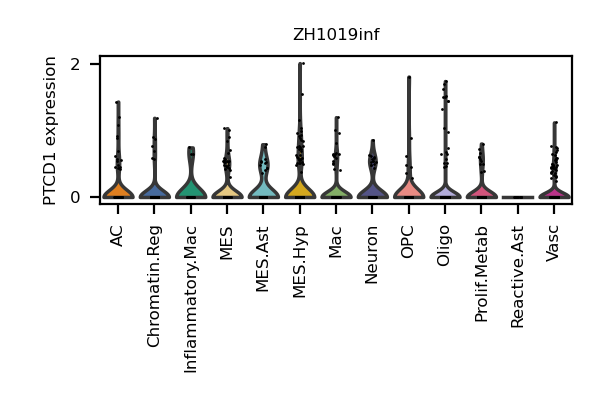 ZH1019inf
PTCD1 expression
2
0
AC
Chromatin.Reg
Inflammatory.Mac
MES
MES.Ast
MES.Hyp
Mac
Neuron
OPC
Oligo
Prolif.Metab
Reactive.Ast
Vasc